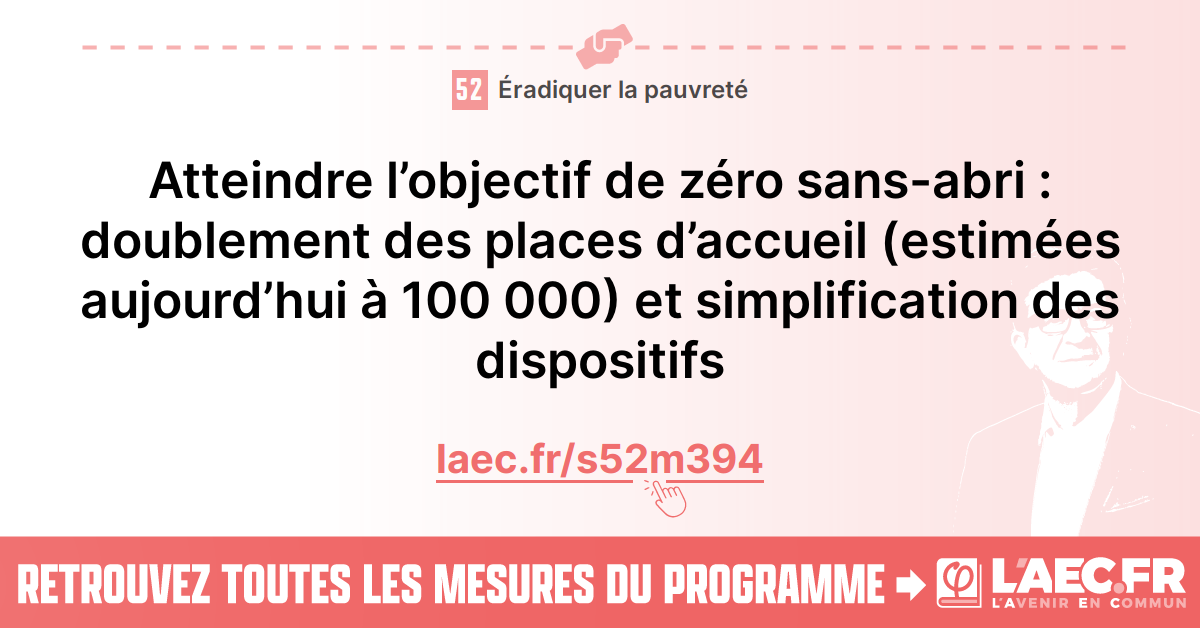 52 Éradiquer la pauvreté
Atteindre l’objectif de zéro sans-abri :
doublement des places d’accueil (estimées
aujourd’hui à 100 000) et simplification des
dispositifs
laec.fr/s52m394
RETROUVEZ TOUTES LES MESURES DU PROGRAMME
L'AEC.FR
L'AVENIR EN COMMUN